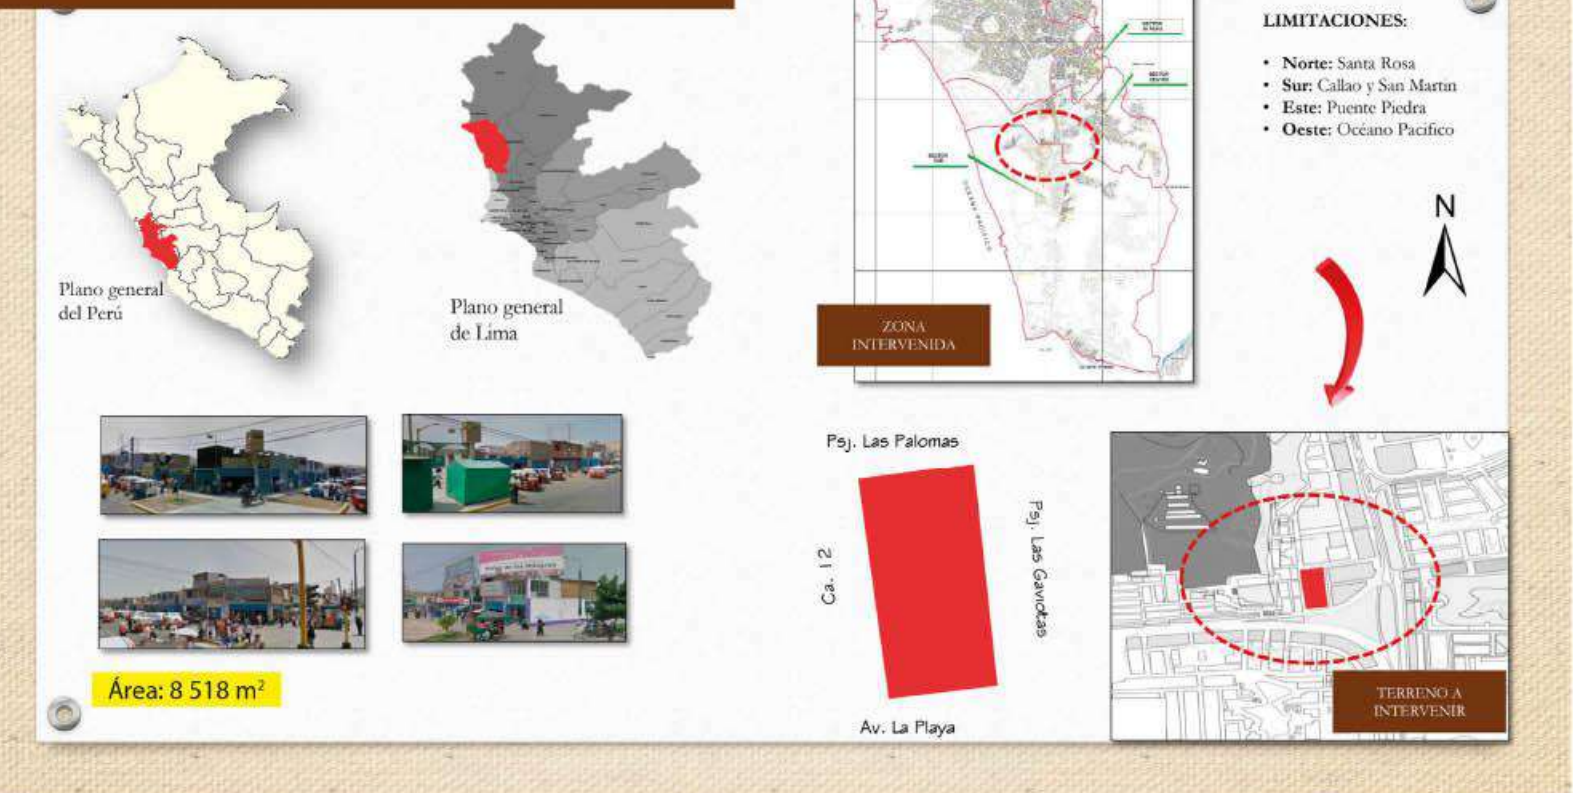 LIMITACIONES:
• Norte: Santa Rosa
• Sur: Callao y San Martin
• Este: Puente Piedra
• Oeste: Océano Pacifico
N
Plano general
del Perú
Plano general
de Lima
ZONA
INTERVENIDA
Psj. Las Palomas
Ca. 12
Psj. Las Gaviotas
Av. La Playa
Área: 8 518 m²
TERRENO A
INTERVENIR